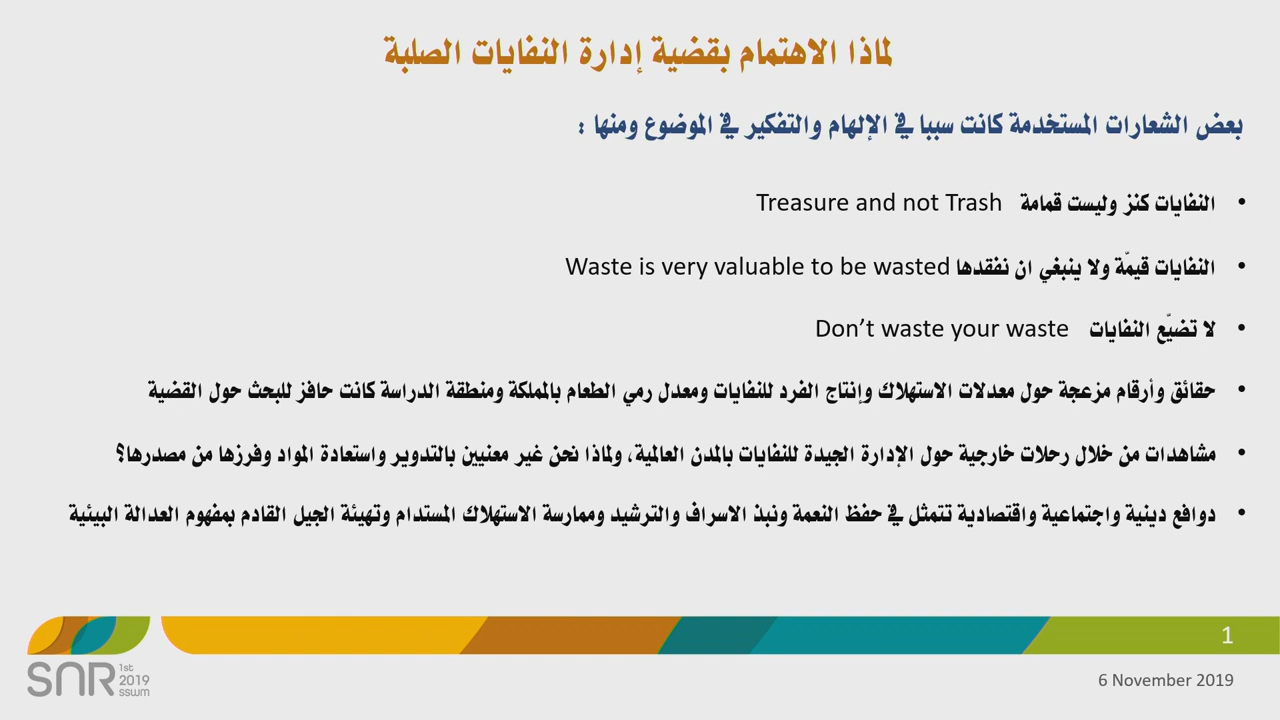 لماذا الاهتمام بقضية إدارة النفايات الصلبة
بعض الشعارات المستخدمة كانت سببا في الإلهام والتفكير في الموضوع ومنها :
• النفايات كنز وليست قمامة Treasure and not Trash
• النفايات قيمّة ولا ينبغي ان نفقدها Waste is very valuable to be wasted
• لا تضيّع النفايات Don’t waste your waste
• حقائق وأرقام مزعجة حول معدلات الاستهلاك وإنتاج الفرد للنفايات ومعدل رمي الطعام بالمملكة ومنطقة الدراسة كانت حافز للبحث حول القضية
• مشاهدات من خلال رحلات خارجية حول الإدارة الجيدة للنفايات بالمدن العالمية، ولماذا نحن غير معنيين بالتدوير واستعادة المواد وفرزها من مصدرها؟
• دوافع دينية واجتماعية واقتصادية تتمثل في حفظ النعمة ونبذ الاسراف والترشيد وممارسة الاستهلاك المستدام وتهيئة الجيل القادم بمفهوم العدالة البيئية
1
SNR 1st 2019 sswm
6 November 2019